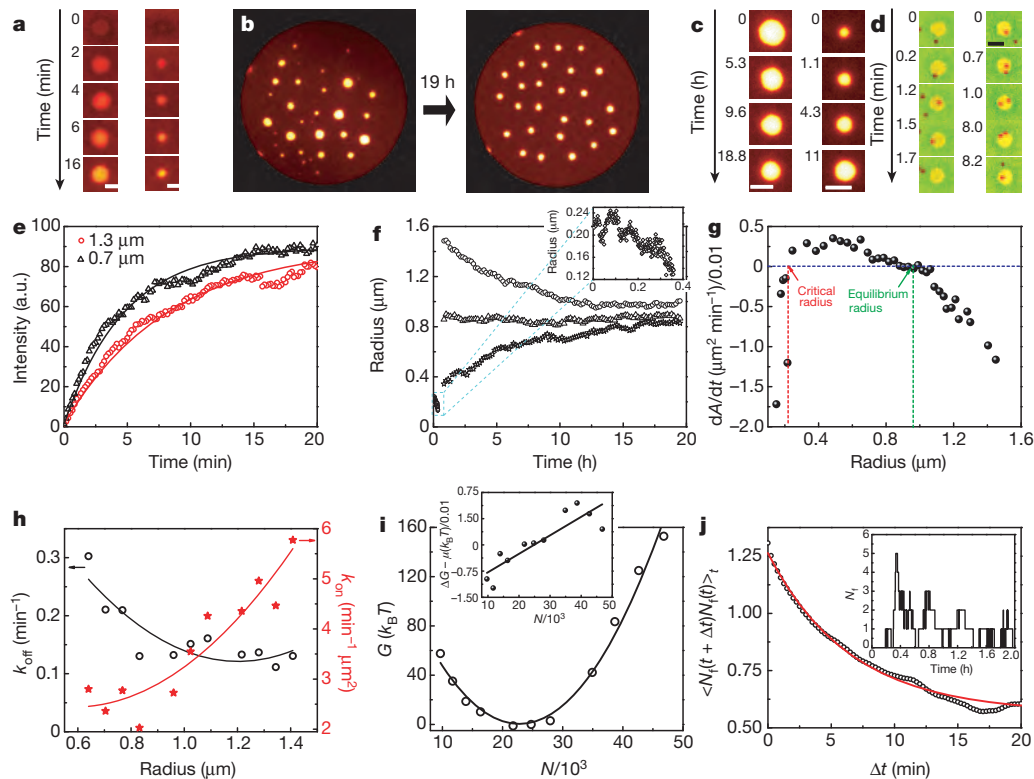 a
Time (min)
0
2
4
6
16
b
19 h
c
Time (h)
0
5.3
9.6
18.8
0
1.1
4.3
11
d
Time (min)
0
0.2
1.2
1.5
1.7
0
0.7
1.0
8.0
8.2
e
1.3 μm
0.7 μm
Intensity (a.u.)
100
80
60
40
20
0
0 5 10 15 20
Time (min)
f
Radius (μm)
1.6
1.2
0.8
0.4
0
0 5 10 15 20
Time (h)
Radius (μm)
0.24
0.20
0.16
0.12
0 0.1 0.2 0.3 0.4
g
dA/dt (μm² min⁻¹)/0.01
0.5
0
−0.5
−1.0
−1.5
−2.0
Critical radius
Equilibrium radius
0.4 0.8 1.2 1.6
Radius (μm)
h
k_off (min⁻¹)
0.3
0.2
0.1
0
0.6 0.8 1.0 1.2 1.4
Radius (μm)
6
5
4
3
2
k_on (min⁻¹ μm²)
i
G (k_BT)
160
120
80
40
0
10 20 30 40 50
N/10³
ΔG − μ(k_BT)/0.01
0.75
0
−0.75
−1.50
10 20 30 40 50
N/10³
j
<N_f(t + Δt)N_f(t)>_t
1.25
1.00
0.75
0.50
0 5 10 15 20
Δt (min)
N_f
6
4
2
0
0.4 0.8 1.2 1.6 2.0
Time (h)